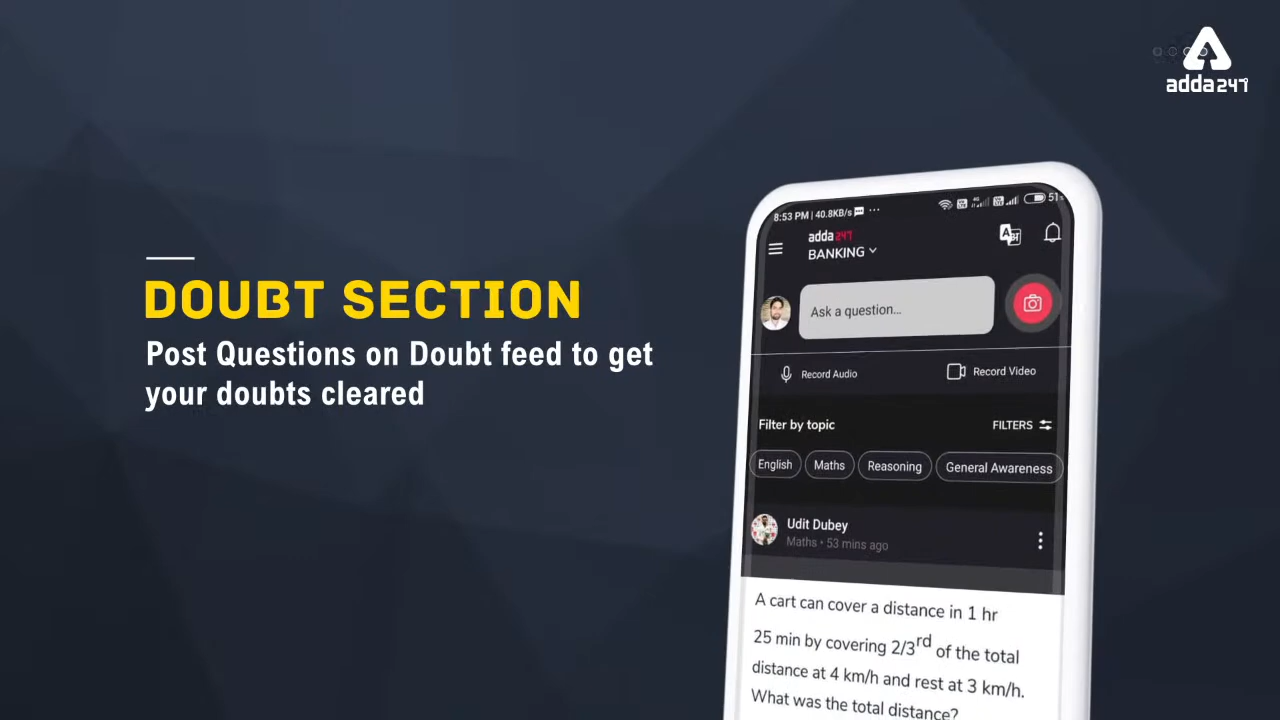 adda247
DOUBT SECTION
Post Questions on Doubt feed to get
your doubts cleared
8:53 PM | 40.8KB/s ...
51
adda247
BANKING
Ask a question...
Record Audio
Record Video
Filter by topic
FILTERS
English
Maths
Reasoning
General Awareness
Udit Dubey
Maths • 53 mins ago
A cart can cover a distance in 1 hr
25 min by covering 2/3rd of the total
distance at 4 km/h and rest at 3 km/h.
What was the total distance?